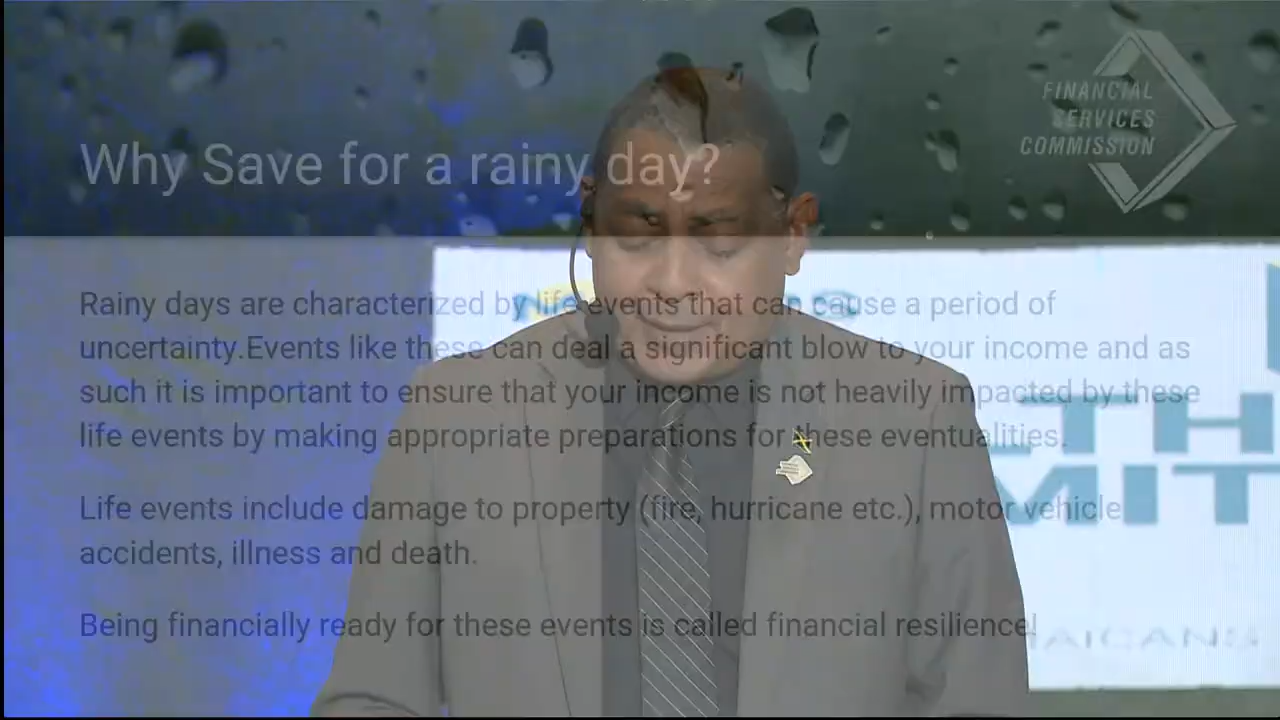 FINANCIAL
SERVICES
COMMISSION
Why Save for a rainy day?
Rainy days are characterized by life events that can cause a period of
uncertainty.Events like these can deal a significant blow to your income and as
such it is important to ensure that your income is not heavily impacted by these
life events by making appropriate preparations for these eventualities.
Life events include damage to property (fire, hurricane etc.), motor vehicle
accidents, illness and death.
Being financially ready for these events is called financial resilience!
LTH
MIT
AICANS